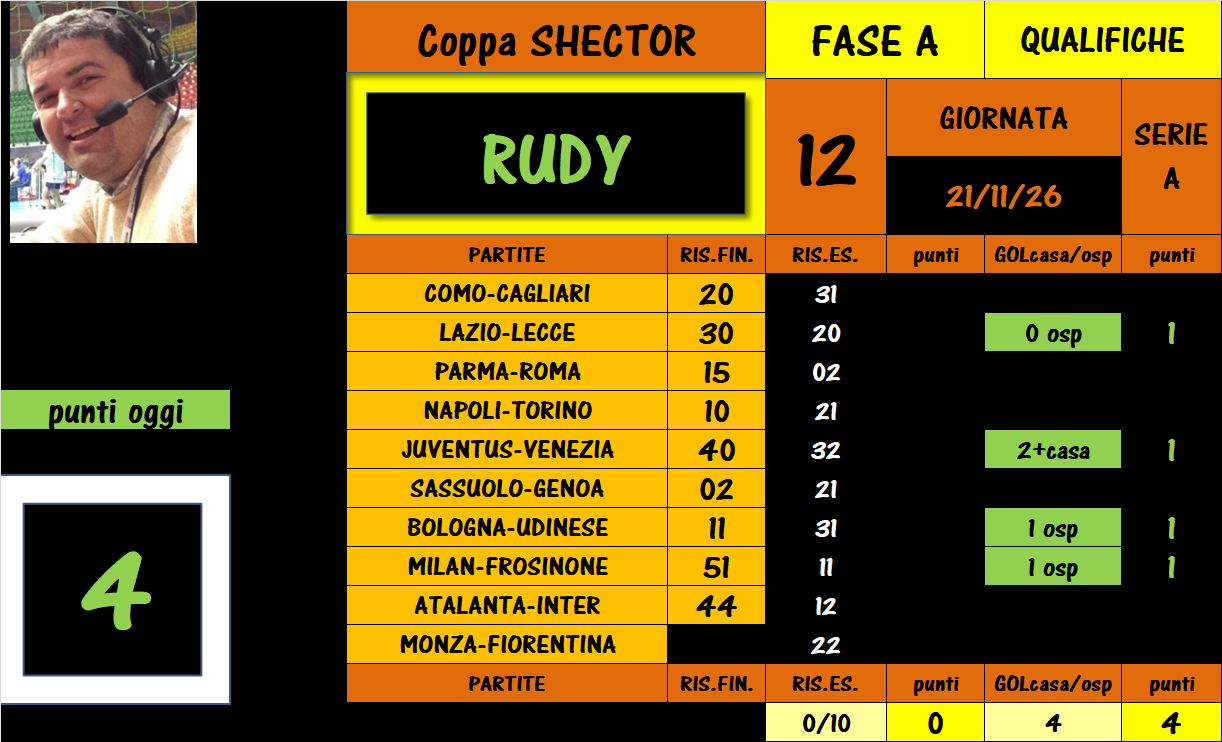 Coppa SHECTOR FASE A QUALIFICHE
RUDY 12 GIORNATA SERIE A
21/11/26
PARTITE RIS.FIN. RIS.ES. punti GOLcasa/osp punti
COMO-CAGLIARI 20 31
LAZIO-LECCE 30 20 0 osp 1
PARMA-ROMA 15 02
punti oggi
NAPOLI-TORINO 10 21
JUVENTUS-VENEZIA 40 32 2+casa 1
SASSUOLO-GENOA 02 21
BOLOGNA-UDINESE 11 31 1 osp 1
MILAN-FROSINONE 51 11 1 osp 1
4
ATALANTA-INTER 44 12
MONZA-FIORENTINA 22
PARTITE RIS.FIN. RIS.ES. punti GOLcasa/osp punti
0/10 0 4 4